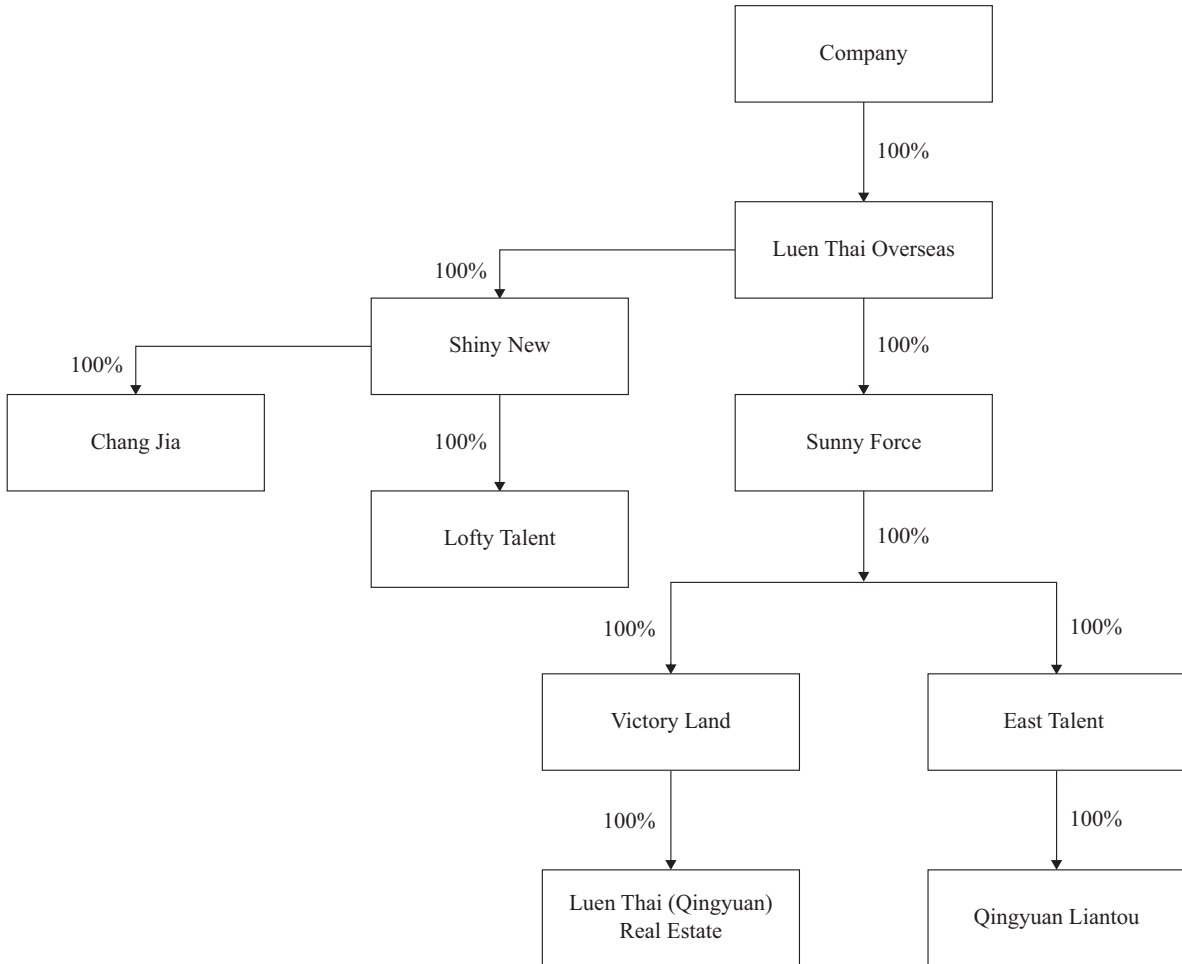 Company
100%
Luen Thai Overseas
100%
Shiny New
100%
100%
Chang Jia
100%
Sunny Force
Lofty Talent
100%
100%
100%
Victory Land
East Talent
100%
100%
Luen Thai (Qingyuan)
Real Estate
Qingyuan Liantou